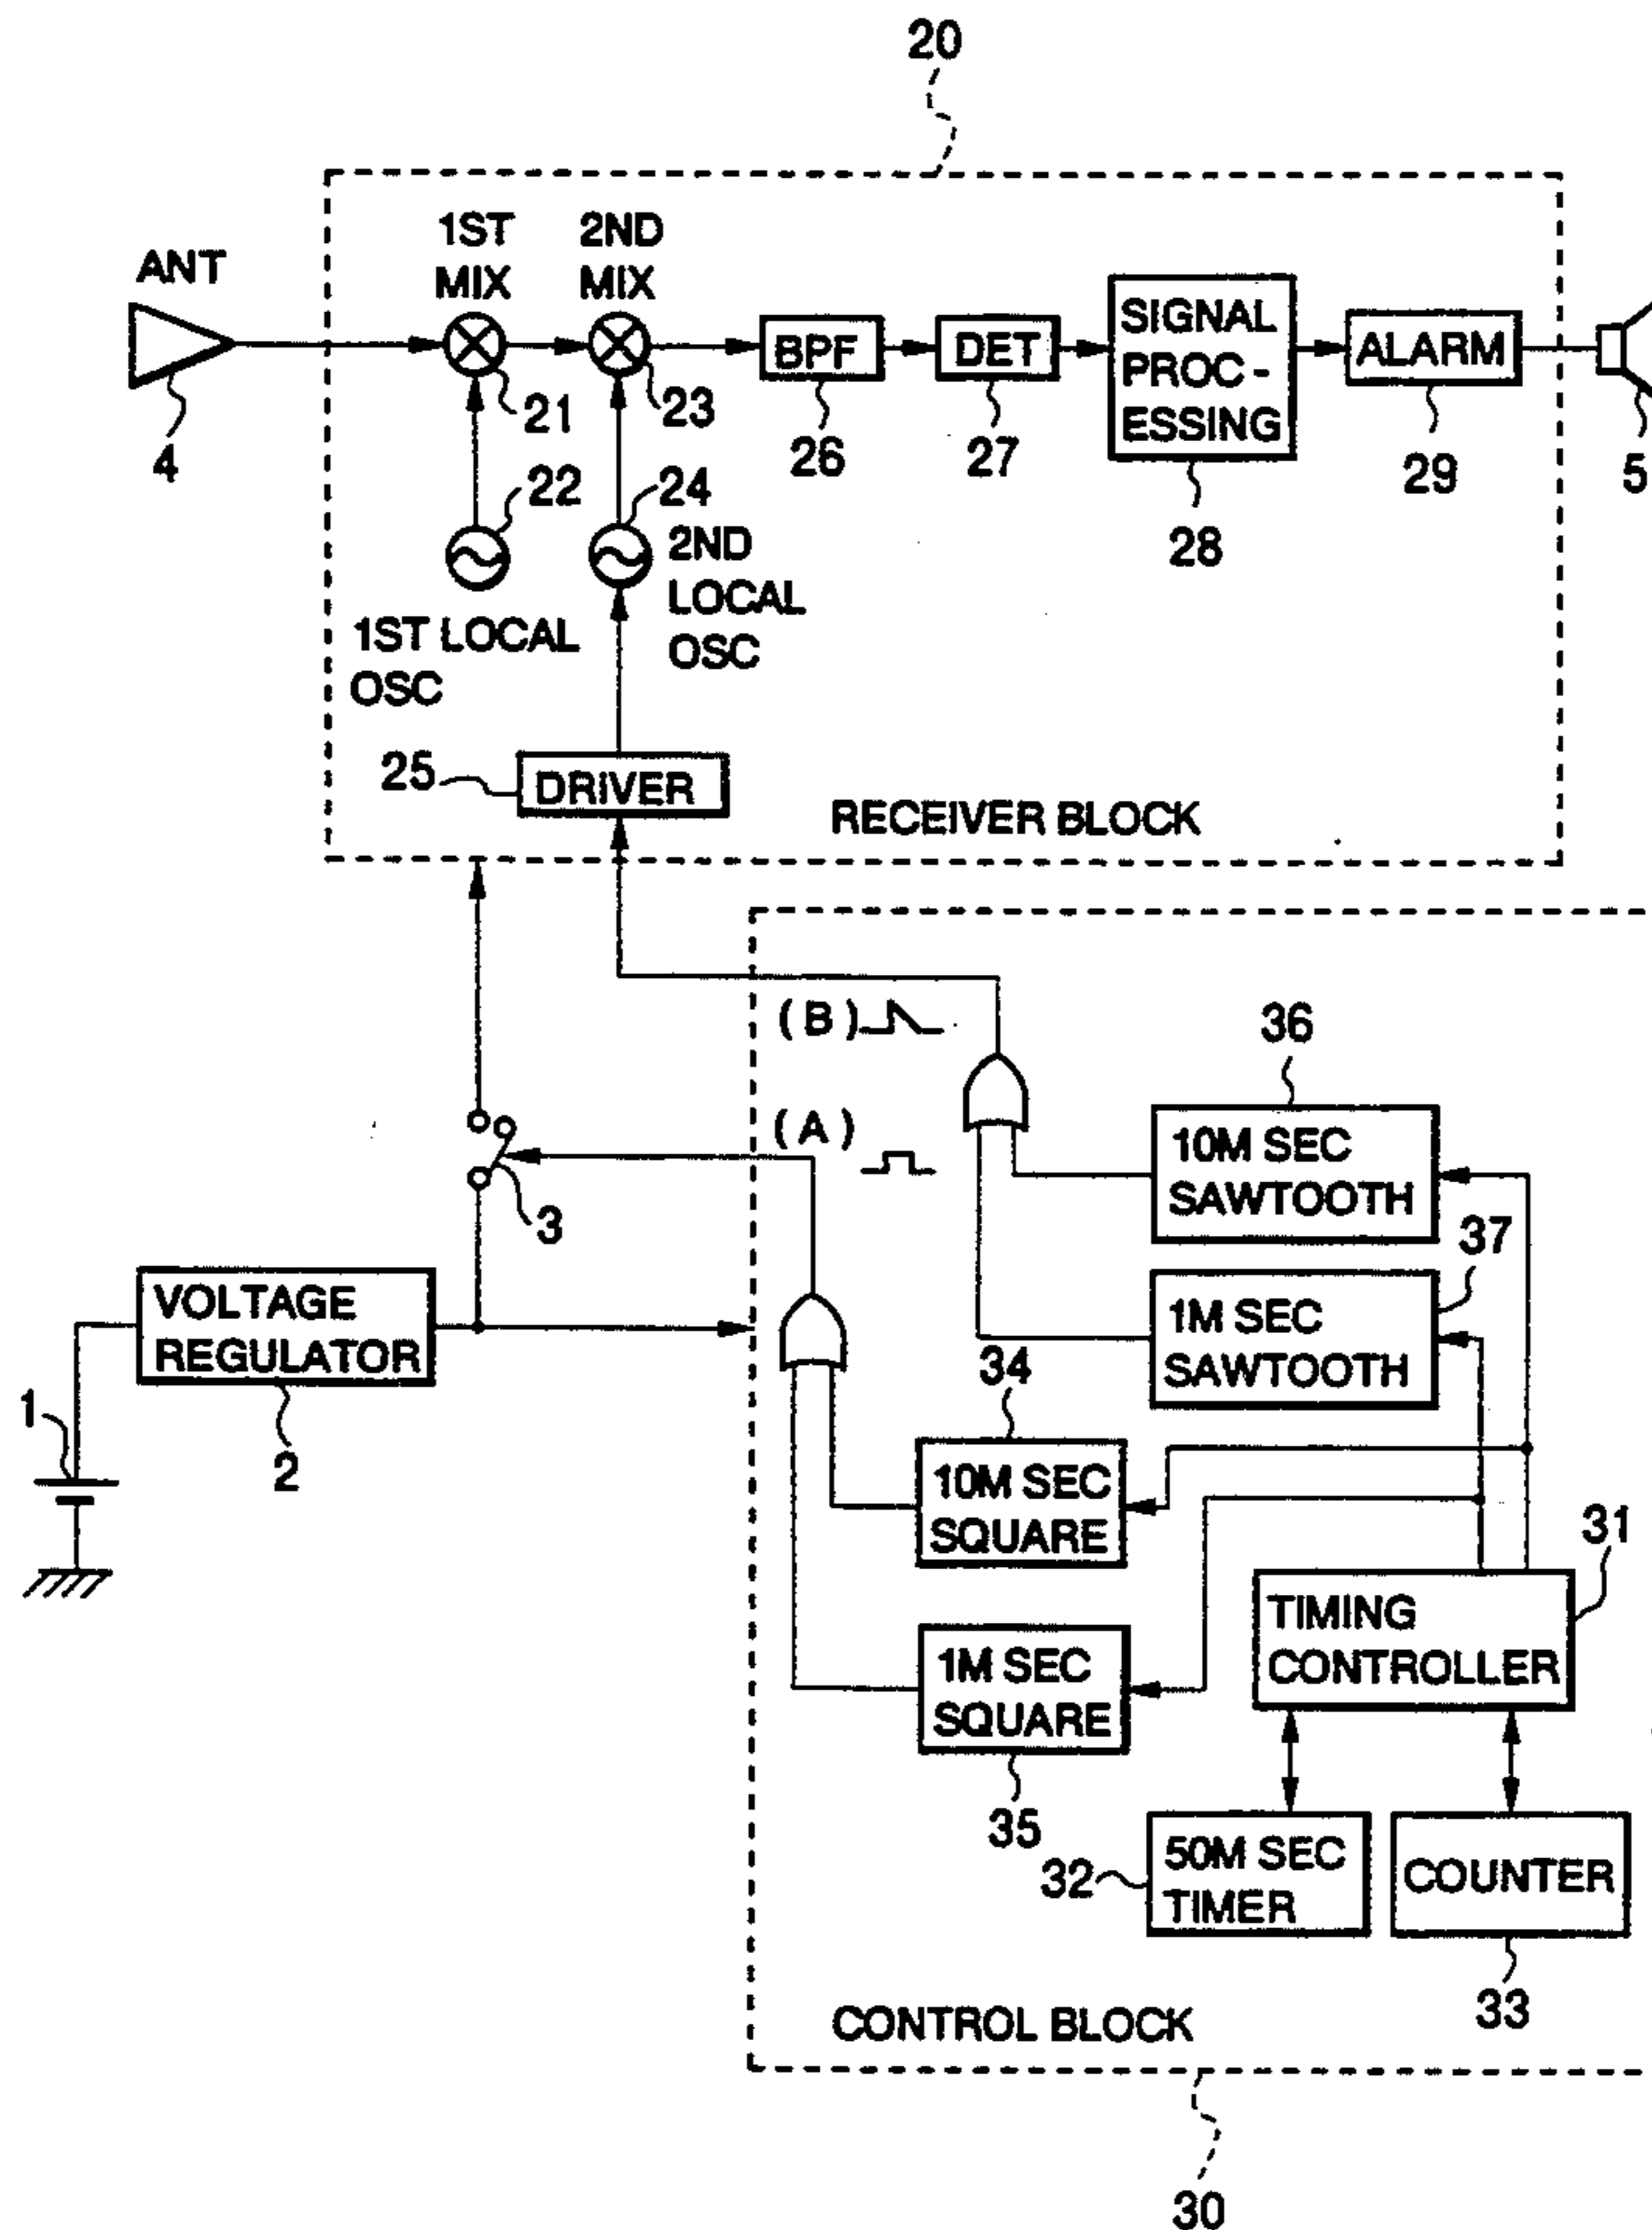 20
ANT
1ST
MIX
2ND
MIX
4
21
23
BPF
26
DET
27
SIGNAL
PROC -
ESSING
28
ALARM
29
5
22
24
1ST LOCAL
OSC
2ND
LOCAL
OSC
25
DRIVER
RECEIVER BLOCK
( B )
( A )
36
10M SEC
SAWTOOTH
37
1M SEC
SAWTOOTH
3
VOLTAGE
REGULATOR
2
1
34
10M SEC
SQUARE
1M SEC
SQUARE
35
31
TIMING
CONTROLLER
32
50M SEC
TIMER
COUNTER
33
CONTROL BLOCK
30